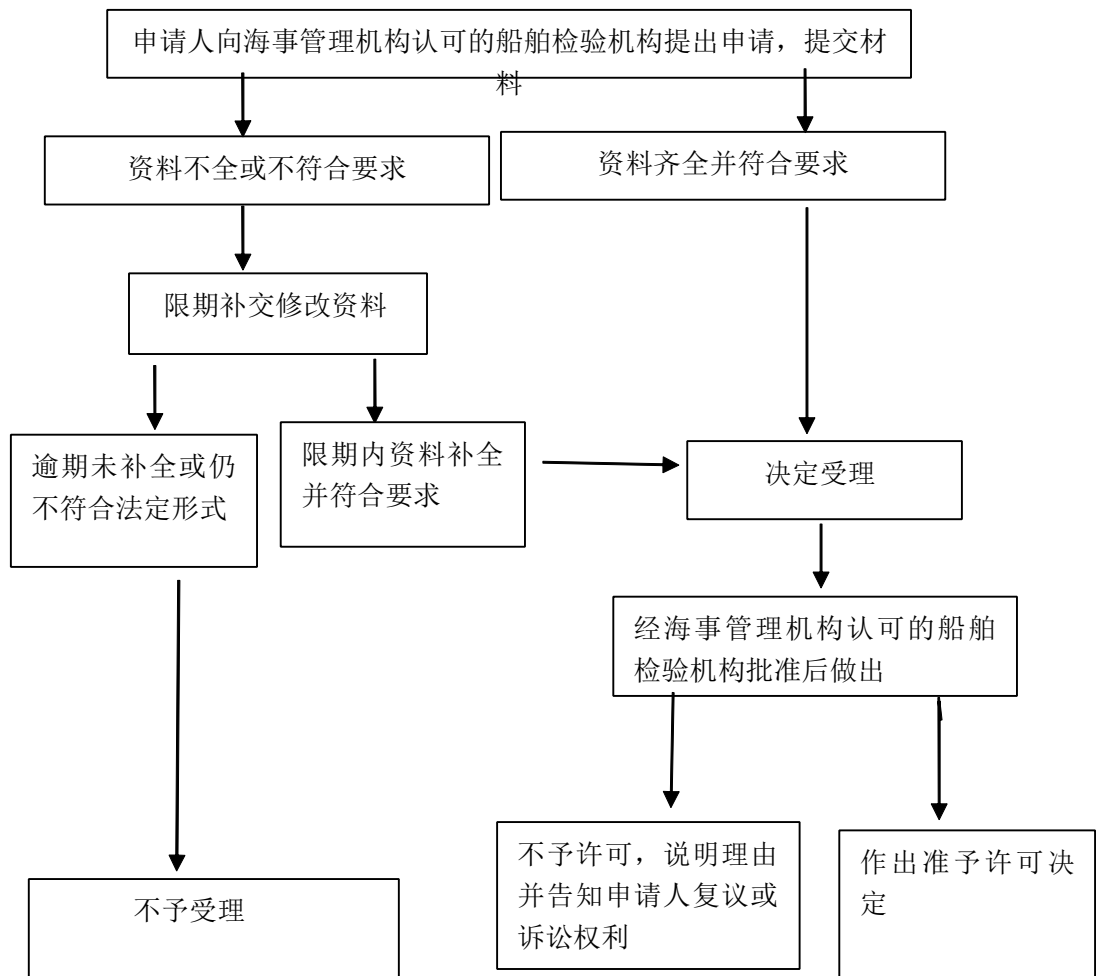 申请人向海事管理机构认可的船舶检验机构提出申请，提交材
料
资料不全或不符合要求
资料齐全并符合要求
限期补交修改资料
逾期未补全或仍
不符合法定形式
限期内资料补全
并符合要求
决定受理
经海事管理机构认可的船舶
检验机构批准后做出
不予许可，说明理由
并告知申请人复议或
诉讼权利
作出准予许可决
定
不予受理